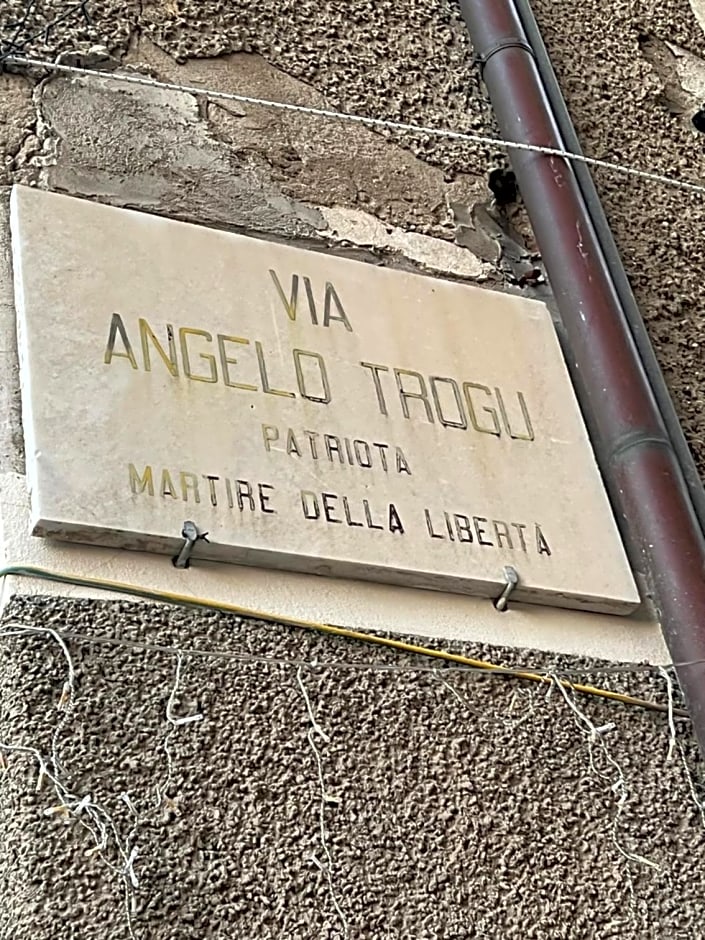 VIA
ANGELO TROGU
PATRIOTA
MARTIRE DELLA LIBERTÀ